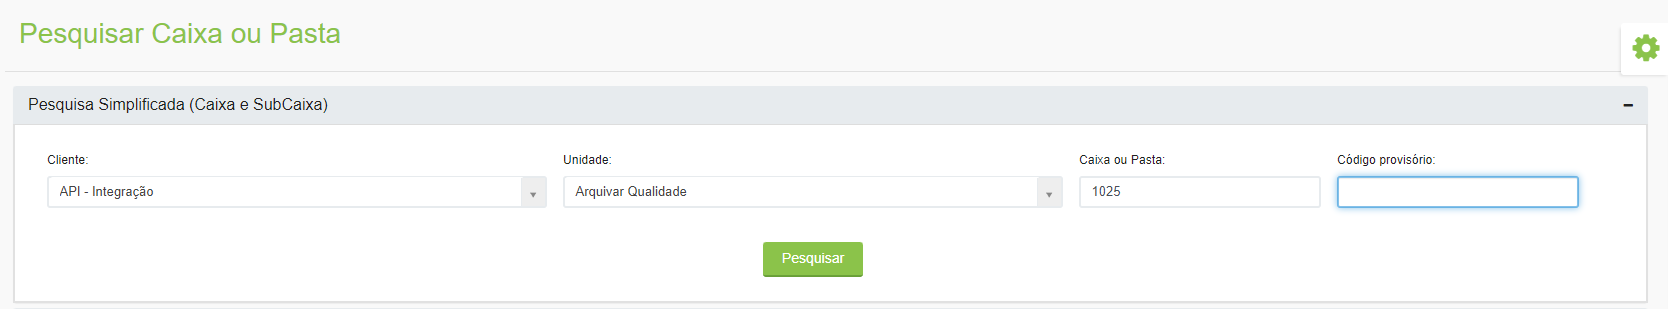 Pesquisar Caixa ou Pasta
Pesquisa Simplificada (Caixa e SubCaixa)
Cliente: Unidade: Caixa ou Pasta: Código provisório:
API - Integração Arquivar Qualidade 1025
Pesquisar